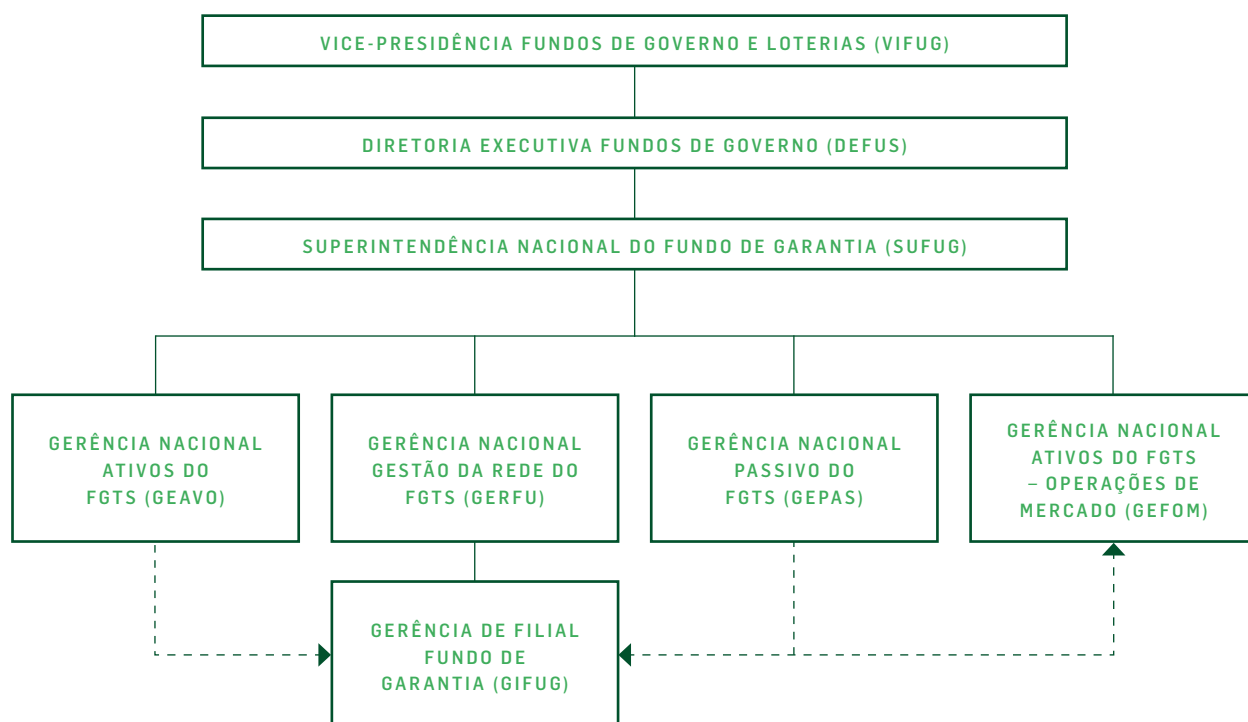 VICE-PRESIDÊNCIA FUNDOS DE GOVERNO E LOTERIAS (VIFUG)
DIRETORIA EXECUTIVA FUNDOS DE GOVERNO (DEFUS)
SUPERINTENDÊNCIA NACIONAL DO FUNDO DE GARANTIA (SUFUG)
GERÊNCIA NACIONAL
ATIVOS DO
FGTS (GEAVO)
GERÊNCIA NACIONAL
GESTÃO DA REDE DO
FGTS (GERFU)
GERÊNCIA NACIONAL
PASSIVO DO
FGTS (GEPAS)
GERÊNCIA NACIONAL
ATIVOS DO FGTS
– OPERAÇÕES DE
MERCADO (GEFOM)
GERÊNCIA DE FILIAL
FUNDO DE
GARANTIA (GIFUG)